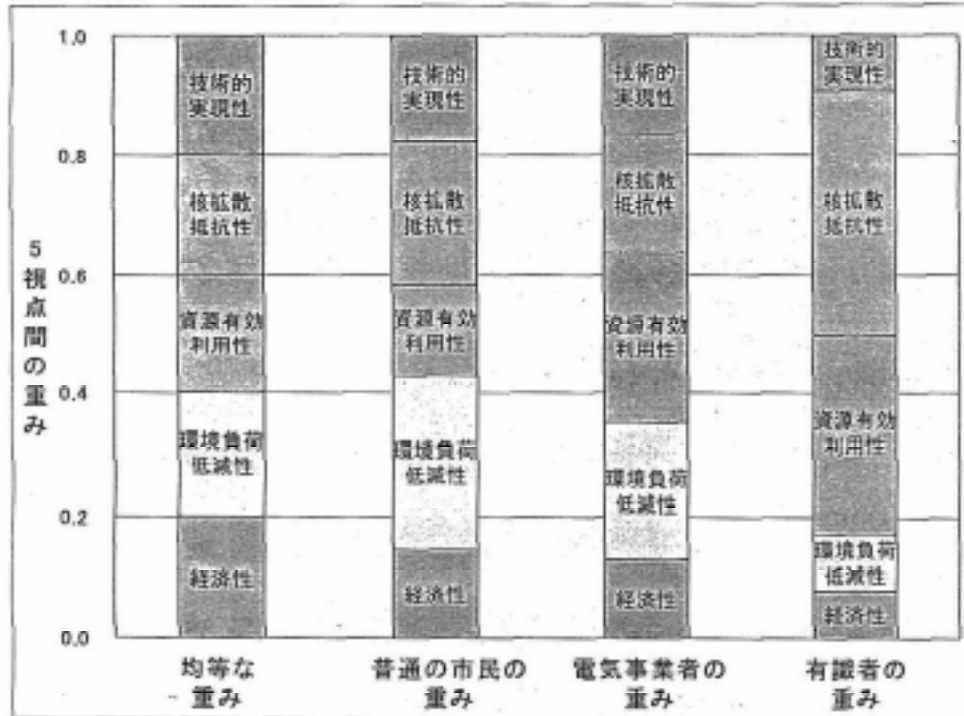 5視点間の重み
1.0
0.8
0.6
0.4
0.2
0.0
技術的
実現性
核拡散
抵抗性
資源有効
利用性
環境負荷
低減性
経済性
技術的
実現性
核拡散
抵抗性
資源有効
利用性
環境負荷
低減性
経済性
技術的
実現性
核拡散
抵抗性
資源有効
利用性
環境負荷
低減性
経済性
技術的
実現性
核拡散
抵抗性
資源有効
利用性
環境負荷
低減性
経済性
均等な
重み
普通の市民の
重み
電気事業者の
重み
有識者の
重み